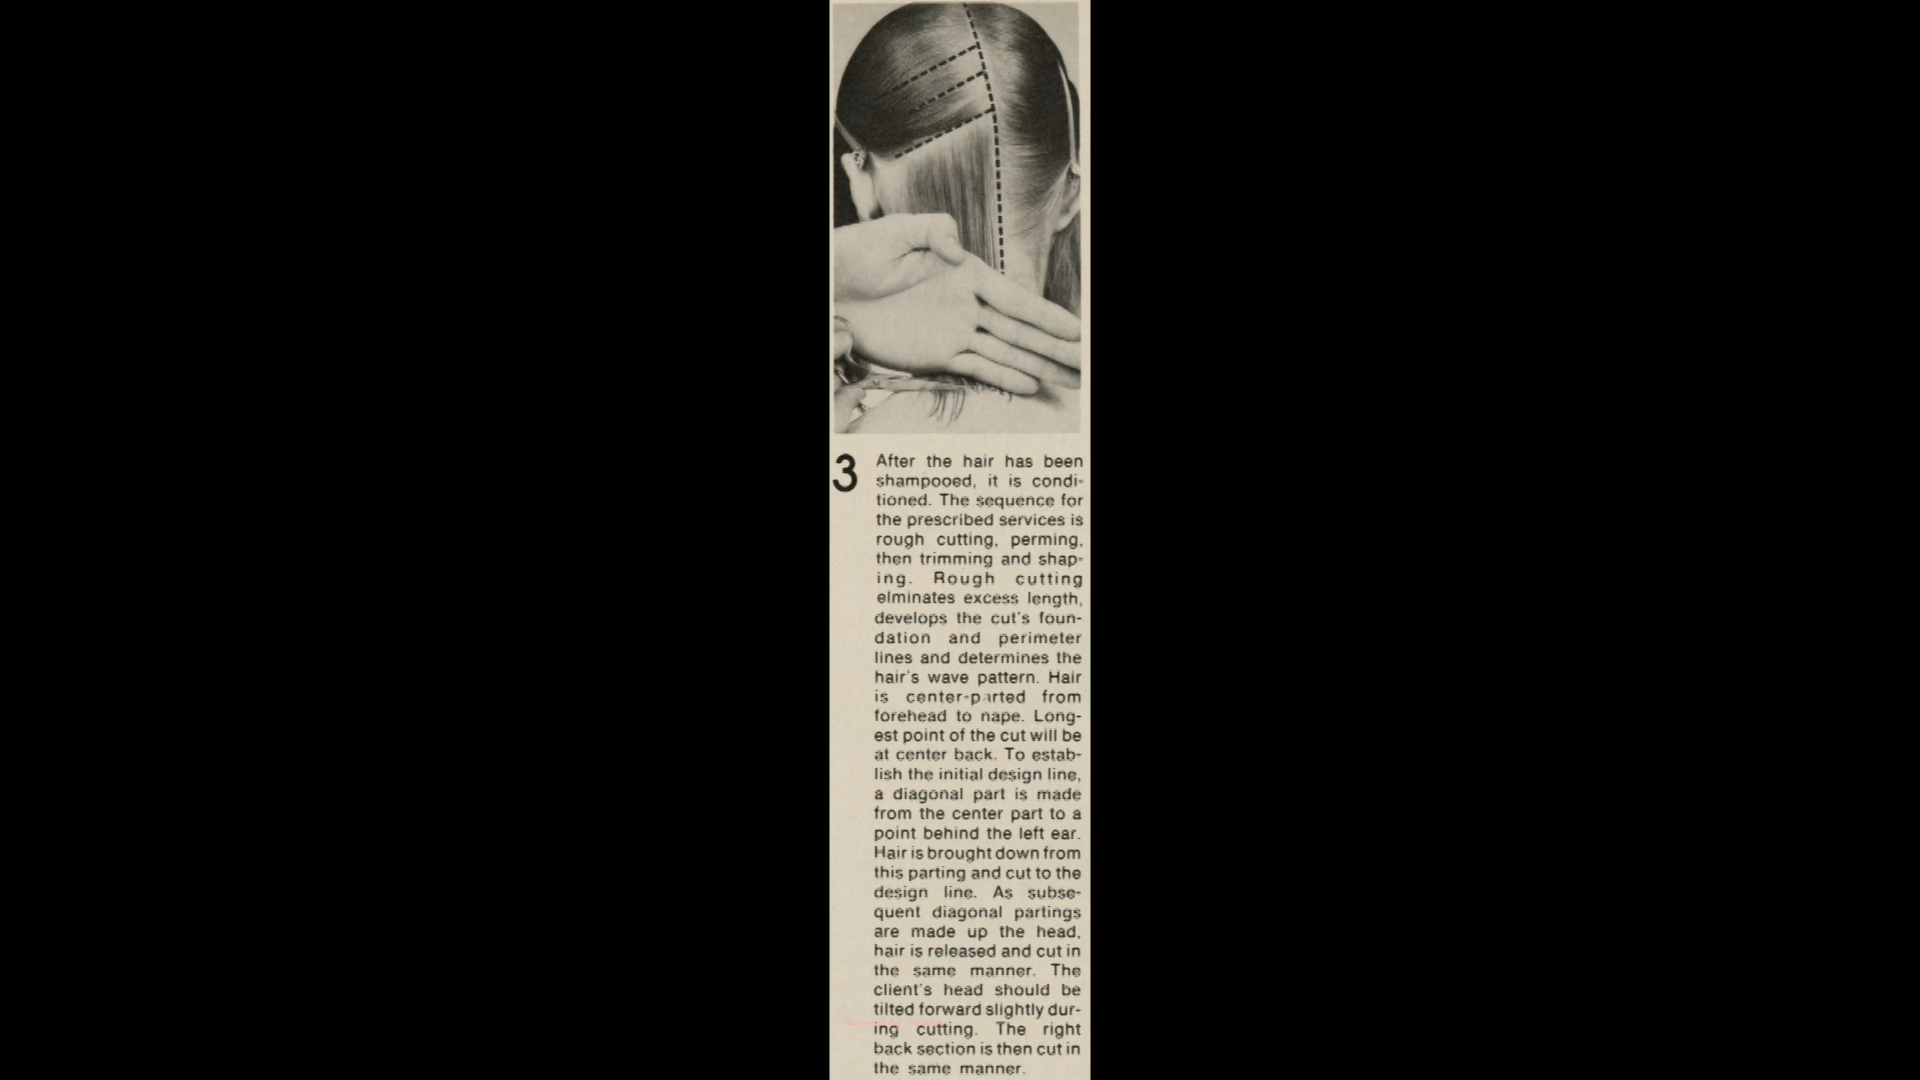 3
After the hair has been
shampooed, it is condi-
tioned. The sequence for
the prescribed services is
rough cutting, perming,
then trimming and shap-
ing. Rough cutting
elminates excess length,
develops the cut's foun-
dation and perimeter
lines and determines the
hair's wave pattern. Hair
is center-parted from
forehead to nape. Long-
est point of the cut will be
at center back. To estab-
lish the initial design line,
a diagonal part is made
from the center part to a
point behind the left ear.
Hair is brought down from
this parting and cut to the
design line. As subse-
quent diagonal partings
are made up the head,
hair is released and cut in
the same manner. The
client's head should be
tilted forward slightly dur-
ing cutting. The right
back section is then cut in
the same manner.